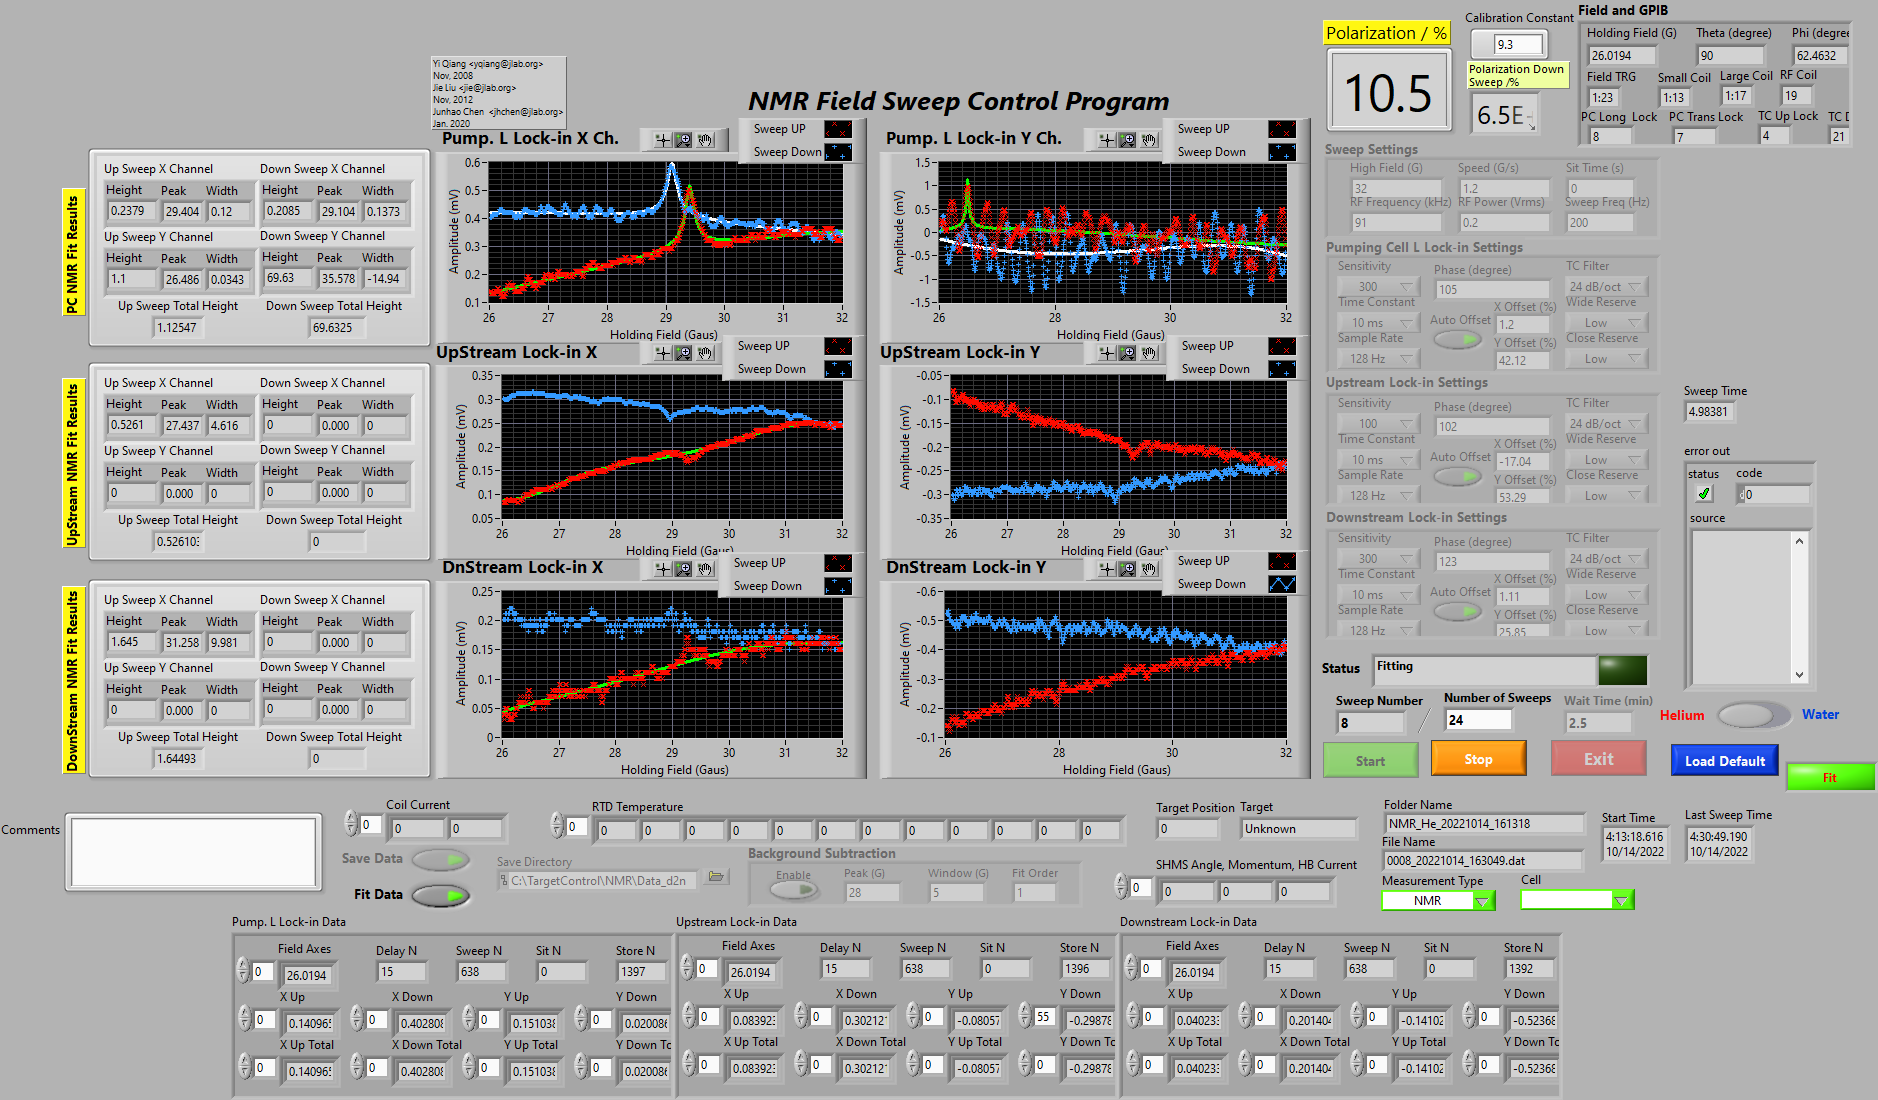 Yi Qiang <yqiang@jlab.org>
Nov, 2008
Jie Liu <jie@jlab.org>
Nov, 2012
Junhao Chen <jhchen@jlab.org>
Jan. 2020
NMR Field Sweep Control Program
Polarization / %
10.5
Calibration Constant
9.3
Polarization Down
Sweep /%
6.5E-
Field and GPIB
Holding Field (G) Theta (degree) Phi (degree
26.0194 90 62.4632
Field TRG Small Coil Large Coil RF Coil
1:23 1:13 1:17 19
PC Long Lock PC Trans Lock TC Up Lock TC D
8 7 4 21
PC NMR Fit Results
Up Sweep X Channel Down Sweep X Channel
Height Peak Width Height Peak Width
0.2379 29.404 0.12 0.2085 29.104 0.1373
Up Sweep Y Channel Down Sweep Y Channel
Height Peak Width Height Peak Width
1.1 26.486 0.0343 69.63 35.578 -14.94
Up Sweep Total Height Down Sweep Total Height
1.12547 69.6325
Pump. L Lock-in X Ch.
Sweep UP
Sweep Down
Amplitude (mV)
0.6
0.5
0.4
0.3
0.2
0.1
26 27 28 29 30 31 32
Holding Field (Gaus)
Pump. L Lock-in Y Ch.
Sweep UP
Sweep Down
Amplitude (mV)
1.5
1
0.5
0
-0.5
-1
-1.5
26 28 30 32
Holding Field (Gaus)
UpStream NMR Fit Results
Up Sweep X Channel Down Sweep X Channel
Height Peak Width Height Peak Width
0.5261 27.437 4.616 0 0.000 0
Up Sweep Y Channel Down Sweep Y Channel
Height Peak Width Height Peak Width
0 0.000 0 0 0.000 0
Up Sweep Total Height Down Sweep Total Height
0.52610 0
UpStream Lock-in X
Sweep UP
Sweep Down
Amplitude (mV)
0.35
0.3
0.25
0.2
0.15
0.1
0.05
26 27 28 29 30 31 32
Holding Field (Gaus)
UpStream Lock-in Y
Sweep UP
Sweep Down
Amplitude (mV)
-0.05
-0.1
-0.15
-0.2
-0.25
-0.3
-0.35
26 28 30 32
Holding Field (Gaus)
DownStream NMR Fit Results
Up Sweep X Channel Down Sweep X Channel
Height Peak Width Height Peak Width
1.645 31.258 9.981 0 0.000 0
Up Sweep Y Channel Down Sweep Y Channel
Height Peak Width Height Peak Width
0 0.000 0 0 0.000 0
Up Sweep Total Height Down Sweep Total Height
1.64493 0
DnStream Lock-in X
Sweep UP
Sweep Down
Amplitude (mV)
0.25
0.2
0.15
0.1
0.05
0
26 27 28 29 30 31 32
Holding Field (Gaus)
DnStream Lock-in Y
Sweep UP
Sweep Down
Amplitude (mV)
-0.6
-0.5
-0.4
-0.3
-0.2
-0.1
26 28 30 32
Holding Field (Gaus)
Sweep Settings
High Field (G) Speed (G/s) Sit Time (s)
32 1.2 0
RF Frequency (kHz) RF Power (Vrms) Sweep Freq (Hz)
91 0.2 200
Pumping Cell L Lock-in Settings
Sensitivity Phase (degree) TC Filter
300 105 24 dB/oct
Time Constant X Offset (%) Wide Reserve
10 ms Auto Offset 1.2 Low
Sample Rate Y Offset (%) Close Reserve
128 Hz 42.12 Low
Upstream Lock-in Settings
Sensitivity Phase (degree) TC Filter
100 102 24 dB/oct
Time Constant X Offset (%) Wide Reserve
10 ms Auto Offset -17.04 Low
Sample Rate Y Offset (%) Close Reserve
128 Hz 53.29 Low
Downstream Lock-in Settings
Sensitivity Phase (degree) TC Filter
300 123 24 dB/oct
Time Constant X Offset (%) Wide Reserve
10 ms Auto Offset 1.11 Low
Sample Rate Y Offset (%) Close Reserve
128 Hz 25.85 Low
Sweep Time
4.98381
error out
status code
0
source
Status Fitting
Sweep Number Number of Sweeps Wait Time (min)
8 / 24 2.5
Helium Water
Start Stop Exit Load Default Fit
Comments
Coil Current
0 0 0
Save Data
Fit Data
RTD Temperature
0 0 0 0 0 0 0 0 0 0 0 0 0
Save Directory
C:\TargetControl\NMR\Data_d2n
Background Subtraction
Enable Peak (G) Window (G) Fit Order
28 5 1
Target Position Target
0 Unknown
SHMS Angle, Momentum, HB Current
0 0 0 0
Folder Name
NMR_He_20221014_161318
File Name
0008_20221014_163049.dat
Measurement Type Cell
NMR
Start Time
4:13:18.616
10/14/2022
Last Sweep Time
4:30:49.190
10/14/2022
Pump. L Lock-in Data
Field Axes Delay N Sweep N Sit N Store N
0 26.0194 15 638 0 1397
X Up X Down Y Up Y Down
0 0.14096 0 0.402808 0 0.151038 0 0.020086
X Up Total X Down Total Y Up Total Y Down To
0 0.14096 0 0.402808 0 0.151038 0 0.020086
Upstream Lock-in Data
Field Axes Delay N Sweep N Sit N Store N
0 26.0194 15 638 0 1396
X Up X Down Y Up Y Down
0 0.083923 0 0.30212 0 -0.08057 55 -0.29878
X Up Total X Down Total Y Up Total Y Down To
0 0.083923 0 0.30212 0 -0.08057 0 -0.29878
Downstream Lock-in Data
Field Axes Delay N Sweep N Sit N Store N
0 26.0194 15 638 0 1392
X Up X Down Y Up Y Down
0 0.04023 0 0.201404 0 -0.14102 0 -0.52368
X Up Total X Down Total Y Up Total Y Down To
0 0.04023 0 0.201404 0 -0.14102 0 -0.52368